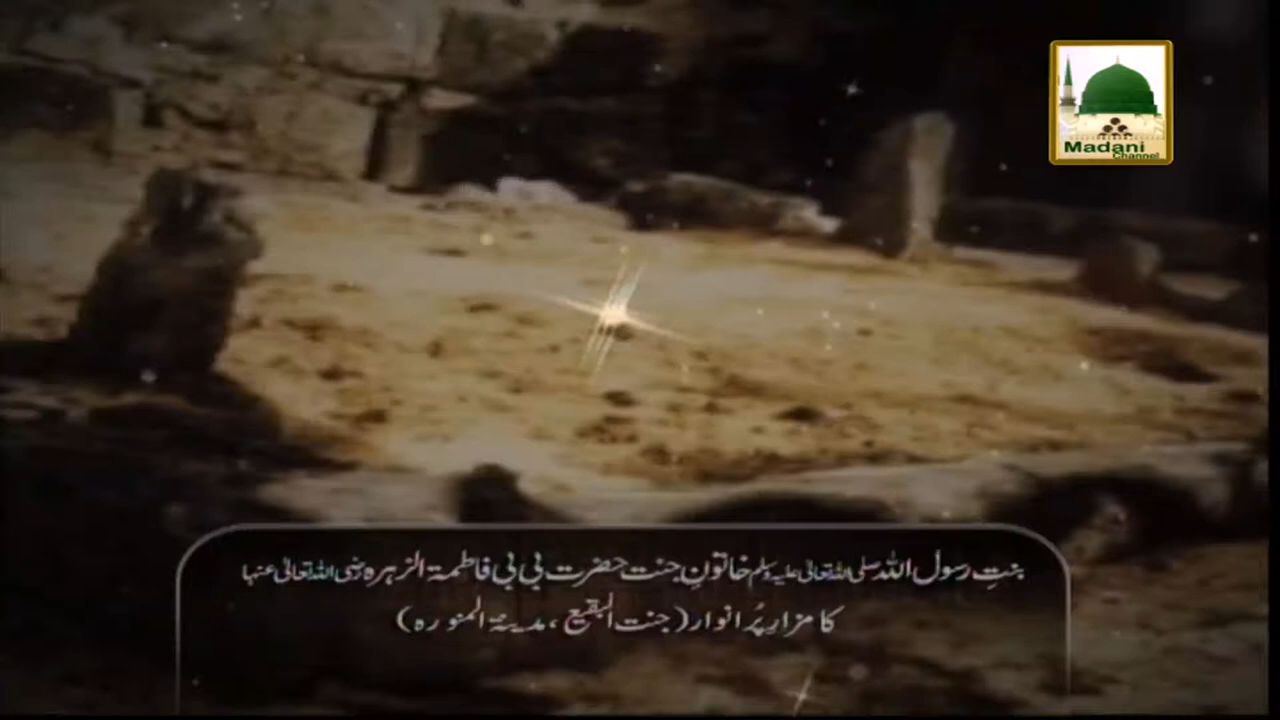 Madani
Channel
بنتِ رسول اللہ صلی اللہ تعالیٰ علیہ وسلم خاتونِ جنت حضرت بی بی فاطمۃ الزہرہ رضی اللہ تعالیٰ عنہا
کا مزارِ پُر انوار (جنت البقیع، مدینۃ المنورہ)